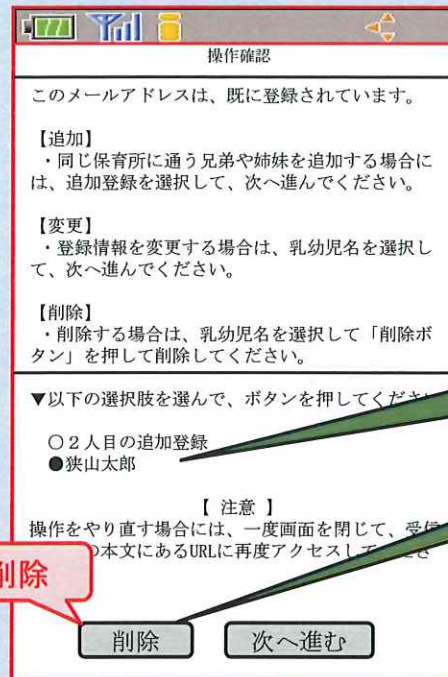 操作確認
このメールアドレスは、既に登録されています。
【追加】
・同じ保育所に通う兄弟や姉妹を追加する場合に
は、追加登録を選択して、次へ進んでください。
【変更】
・登録情報を変更する場合は、乳幼児名を選択し
て、次へ進んでください。
【削除】
・削除する場合は、乳幼児名を選択して「削除ボ
タン」を押して削除してください。
▼以下の選択肢を選んで、ボタンを押してくださ
○2人目の追加登録
●狭山太郎
【 注意 】
操作をやり直す場合には、一度画面を閉じて、受信
の本文にあるURLに再度アクセスして
削除
削除 次へ進む